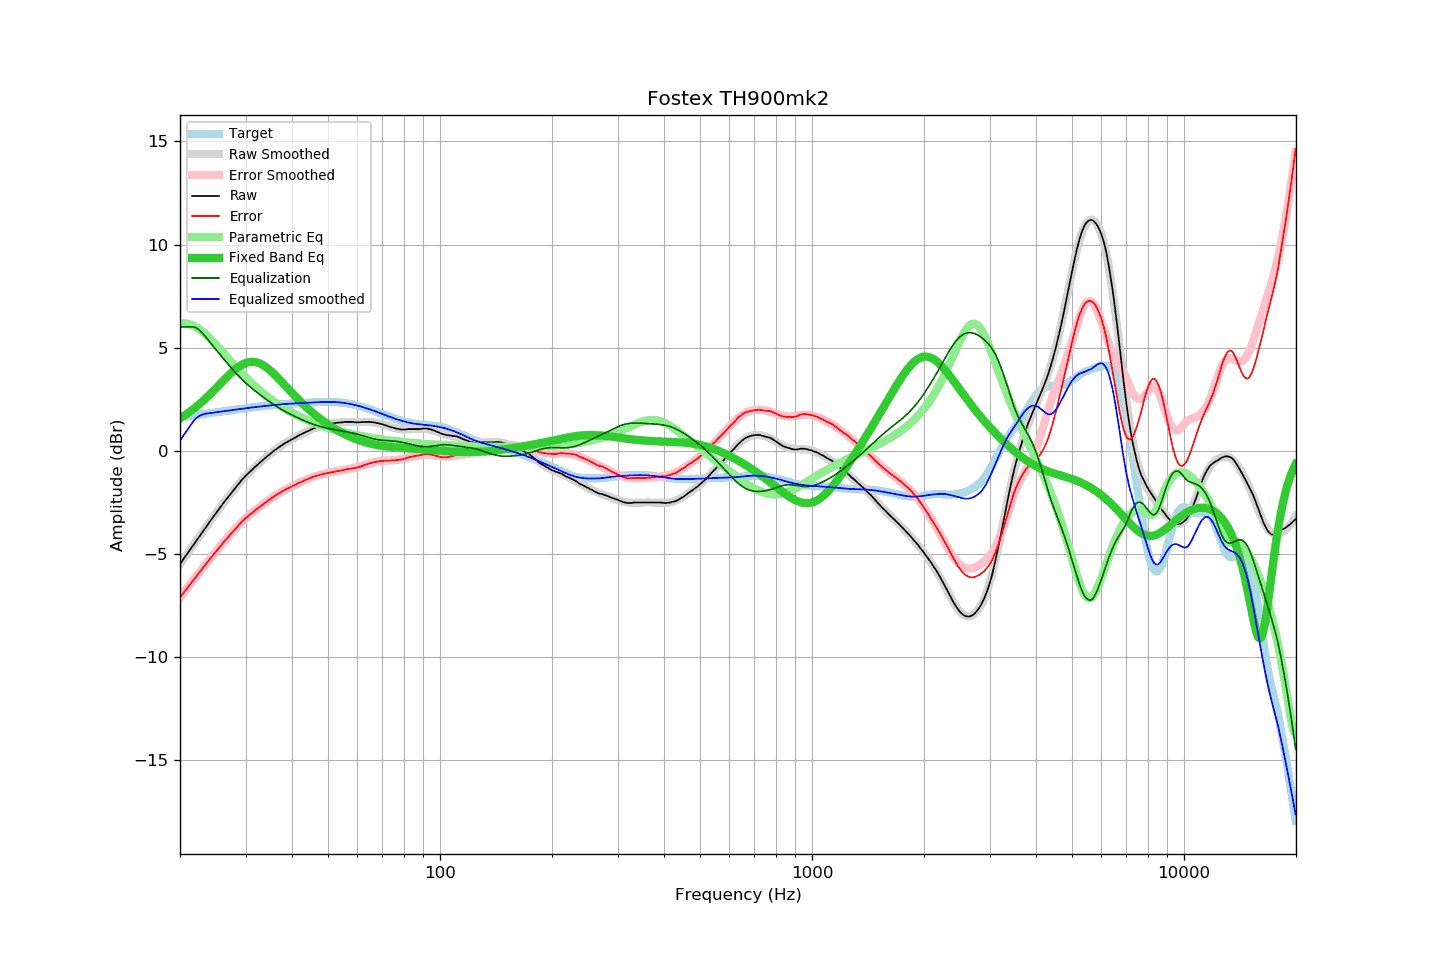 Fostex TH900mk2
Target
Raw Smoothed
Error Smoothed
Raw
Error
Parametric Eq
Fixed Band Eq
Equalization
Equalized smoothed
15
10
5
0
−5
−10
−15
Amplitude (dBr)
100
1000
10000
Frequency (Hz)